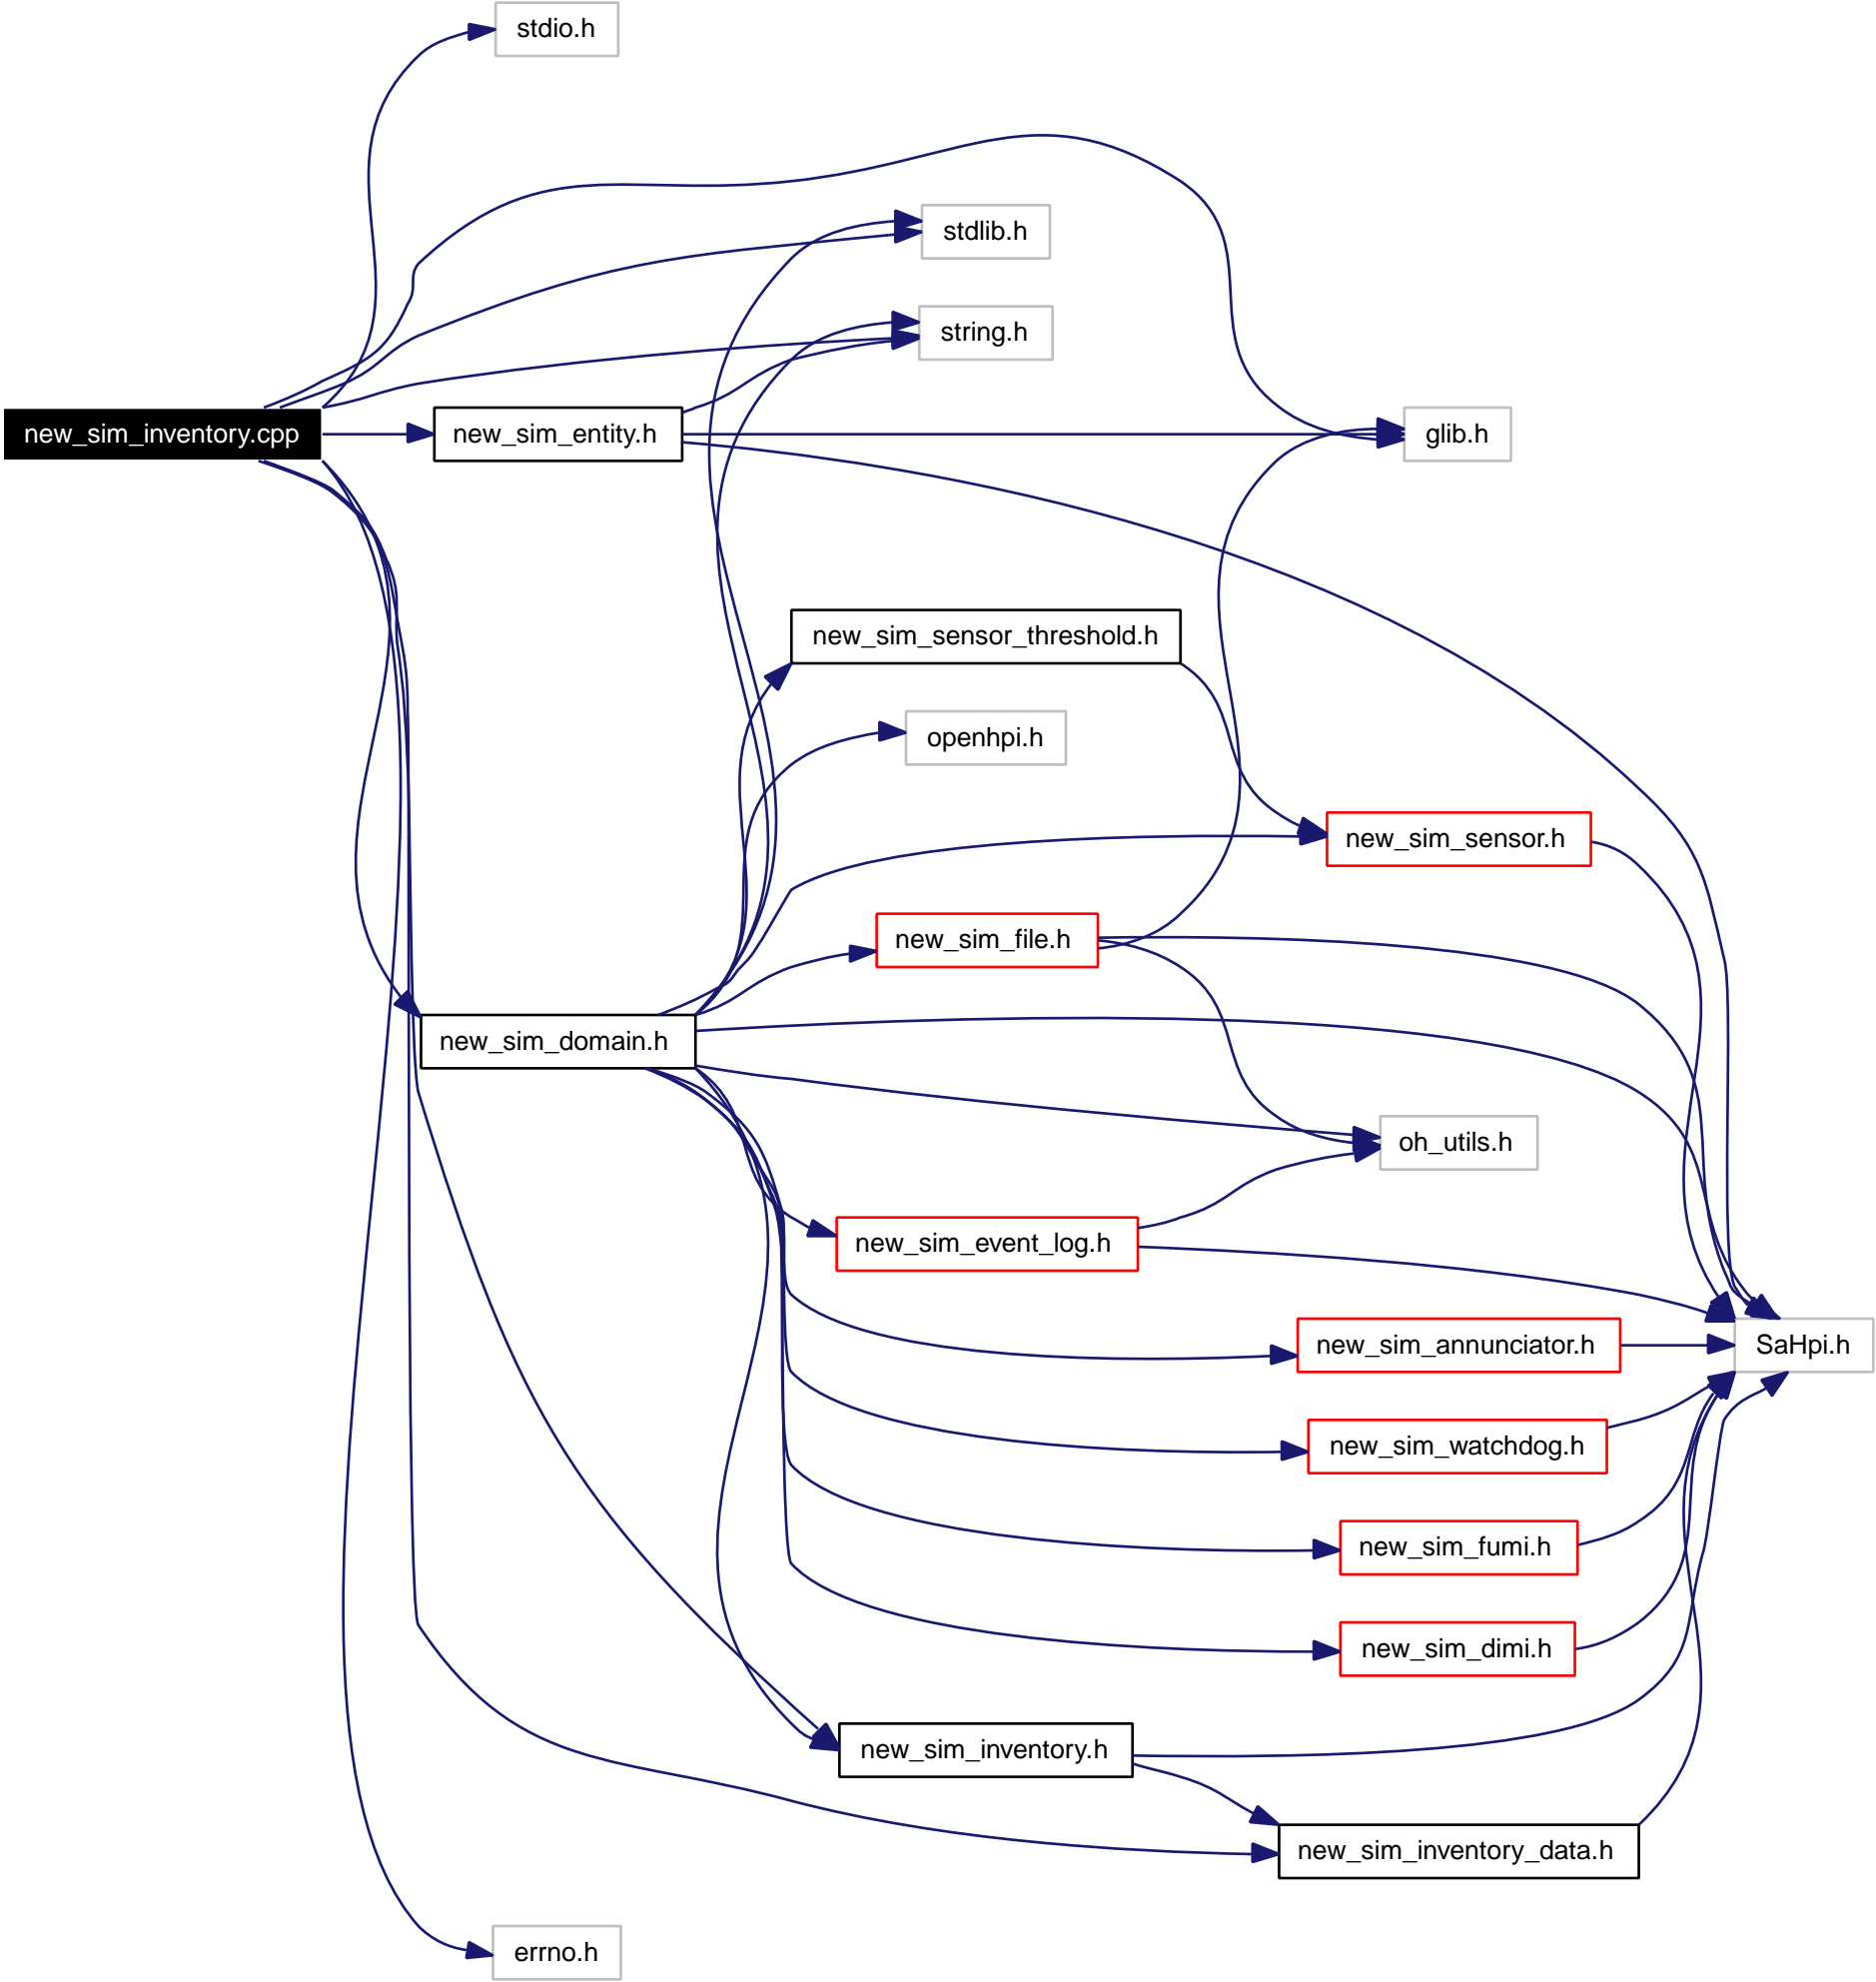 stdio.h
stdlib.h
string.h
new_sim_inventory.cpp
new_sim_entity.h
glib.h
new_sim_sensor_threshold.h
openhpi.h
new_sim_sensor.h
new_sim_file.h
new_sim_domain.h
oh_utils.h
new_sim_event_log.h
new_sim_annunciator.h
SaHpi.h
new_sim_watchdog.h
new_sim_fumi.h
new_sim_dimi.h
new_sim_inventory.h
new_sim_inventory_data.h
errno.h